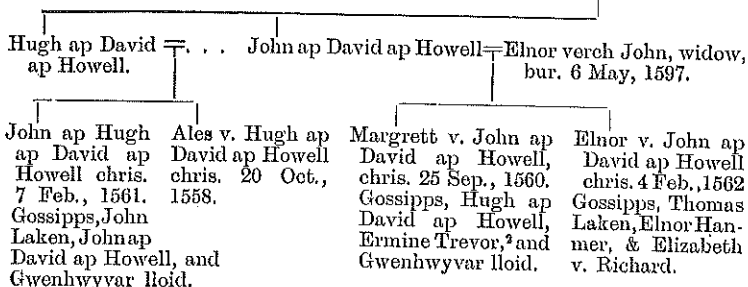 Hugh ap David = . . .
ap Howell.
John ap David ap Howell=Elnor verch John, widow,
bur. 6 May, 1597.
John ap Hugh
ap David ap
Howell chris.
7 Feb., 1561.
Gossipps, John
Laken, John ap
David ap Howell, and
Gwenhwyvar lloid.
Ales v. Hugh ap
David ap Howell
chris. 20 Oct.,
1558.
Margrett v. John ap
David ap Howell,
chris. 25 Sep., 1560.
Gossipps, Hugh ap
David ap Howell,
Ermine Trevor,² and
Gwenhwyvar lloid.
Elnor v. John ap
David ap Howell
chris. 4 Feb., 1562
Gossipps, Thomas
Laken, Elnor Han-
mer, & Elizabeth
v. Richard.